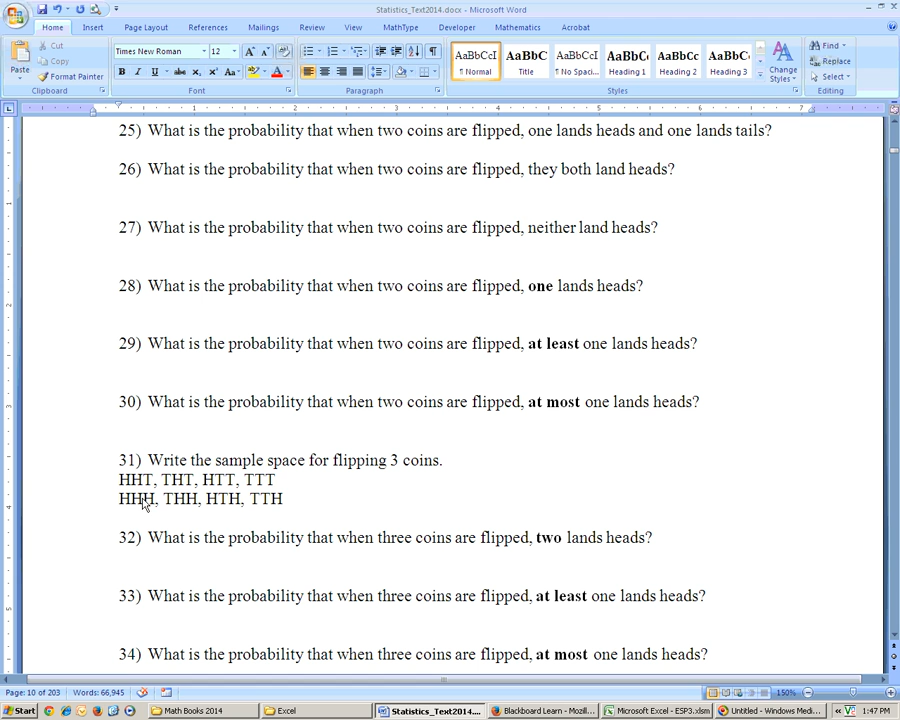 Statistics_Text2014.docx - Microsoft Word
Home Insert Page Layout References Mailings Review View MathType Developer Mathematics Acrobat
Cut
Copy
Format Painter
Paste
Clipboard
Times New Roman 12
Font
Paragraph
AaBbCcI AaBbC AaBbCcI AaBbC AaBbCc AaBbC
¶ Normal Title ¶ No Spaci... Heading 1 Heading 2 Heading 3
Change Styles
Styles
Find
Replace
Select
Editing
25) What is the probability that when two coins are flipped, one lands heads and one lands tails?
26) What is the probability that when two coins are flipped, they both land heads?
27) What is the probability that when two coins are flipped, neither land heads?
28) What is the probability that when two coins are flipped, one lands heads?
29) What is the probability that when two coins are flipped, at least one lands heads?
30) What is the probability that when two coins are flipped, at most one lands heads?
31) Write the sample space for flipping 3 coins.
HHT, THT, HTT, TTT
HHH, THH, HTH, TTH
32) What is the probability that when three coins are flipped, two lands heads?
33) What is the probability that when three coins are flipped, at least one lands heads?
34) What is the probability that when three coins are flipped, at most one lands heads?
Page: 10 of 203 Words: 66,945 150%
Start Math Books 2014 Excel Statistics_Text2014.... Blackboard Learn - Mozil... Microsoft Excel - ESP3.xlsm Untitled - Windows Medi... 1:47 PM